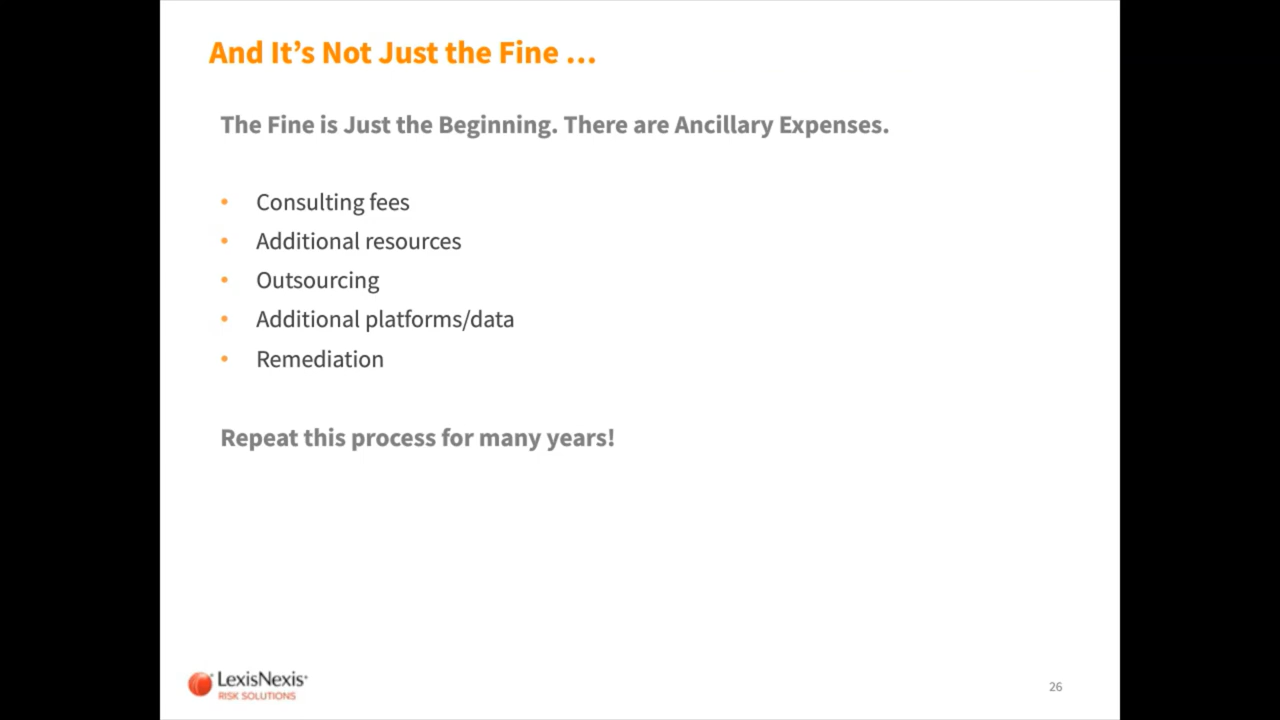 And It’s Not Just the Fine …
The Fine is Just the Beginning. There are Ancillary Expenses.
• Consulting fees
• Additional resources
• Outsourcing
• Additional platforms/data
• Remediation
Repeat this process for many years!
LexisNexis
RISK SOLUTIONS
26